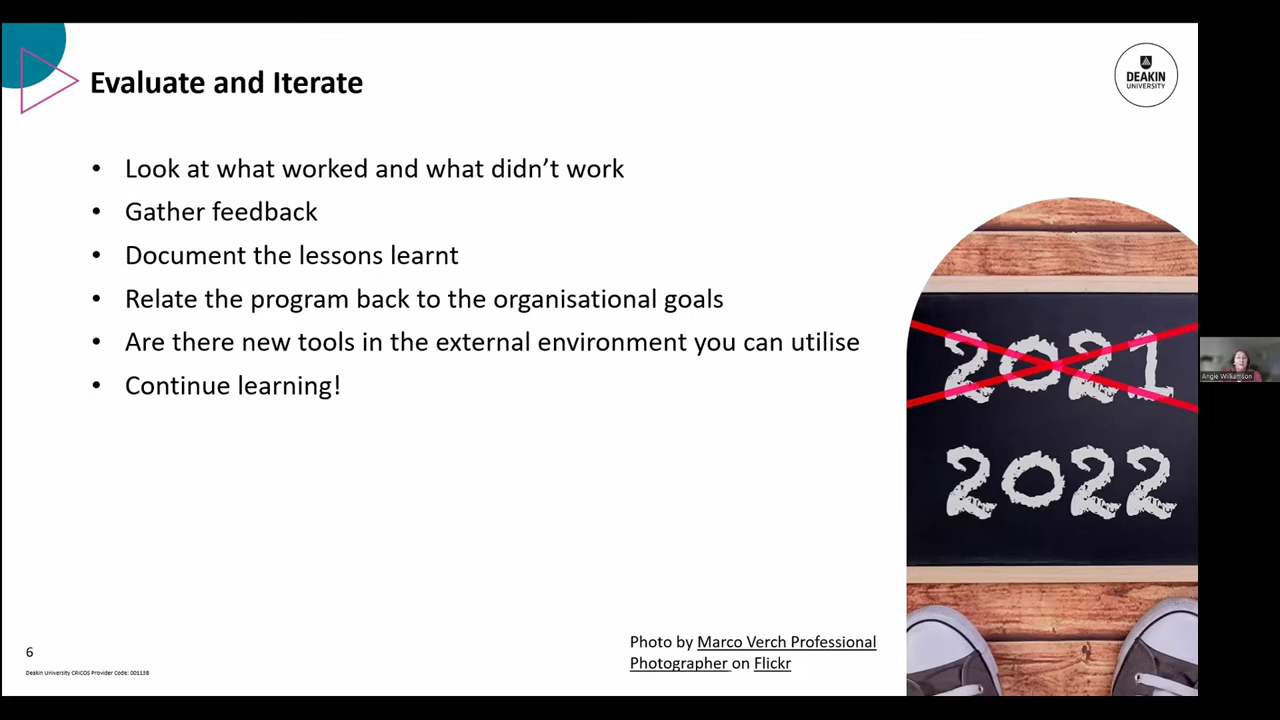 Evaluate and Iterate
DEAKIN
UNIVERSITY
• Look at what worked and what didn’t work
• Gather feedback
• Document the lessons learnt
• Relate the program back to the organisational goals
• Are there new tools in the external environment you can utilise
• Continue learning!
2021
2022
Angie Williamson
Photo by Marco Verch Professional
Photographer on Flickr
6
Deakin University CRICOS Provider Code: 00113B